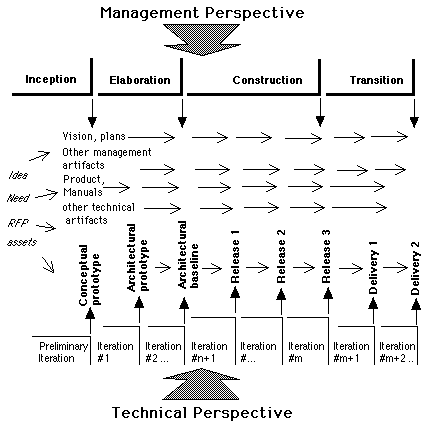 Management Perspective
Inception Elaboration Construction Transition
Vision, plans
Other management
artifacts
Product,
Manuals
other technical
artifacts
Idea
Need
RFP
assets
Conceptual
prototype
Architectural
prototype
Architectural
baseline
Release 1
Release 2
Release 3
Delivery 1
Delivery 2
Preliminary
Iteration
Iteration
#1
Iteration
#2 ...
Iteration
#n+1
Iteration
#...
Iteration
#m
Iteration
#m+1
Iteration
#m+2 ..
Technical Perspective